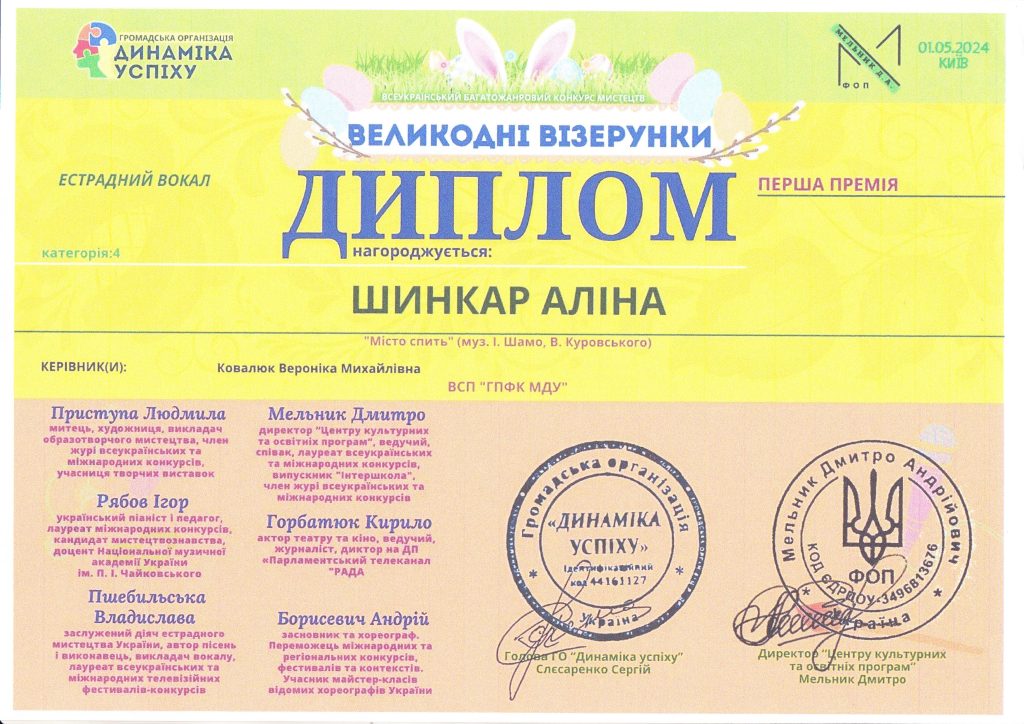 ГРОМАДСЬКА ОРГАНІЗАЦІЯ
ДИНАМІКА
УСПІХУ
МЕЛЬНИК Д.А.
ФОП
01.05.2024
КИЇВ
ВСЕУКРАЇНСЬКИЙ БАГАТОЖАНРОВИЙ КОНКУРС МИСТЕЦТВ
ВЕЛИКОДНІ ВІЗЕРУНКИ
ЕСТРАДНИЙ ВОКАЛ
ДИПЛОМ
ПЕРША ПРЕМІЯ
категорія:4
нагороджується:
ШИНКАР АЛІНА
"Місто спить" (муз. І. Шамо, В. Куровського)
КЕРІВНИК(И):
Ковалюк Вероніка Михайлівна
ВСП "ГПФК МДУ"
Приступа Людмила
митець, художниця, викладач
образотворчого мистецтва, член
журі всеукраїнських та
міжнародних конкурсів,
учасниця творчих виставок
Рябов Ігор
український піаніст і педагог,
лауреат міжнародних конкурсів,
кандидат мистецтвознавства,
доцент Національної музичної
академії України
ім. П. І. Чайковського
Пшебильська
Владислава
заслужений діяч естрадного
мистецтва України, автор пісень
і виконавець, викладач вокалу,
лауреат всеукраїнських та
міжнародних телевізійних
фестивалів-конкурсів
Мельник Дмитро
директор "Центру культурних
та освітніх програм", ведучий,
співак, лауреат всеукраїнських
та міжнародних конкурсів,
випускник "Інтершкола",
член журі всеукраїнських та
міжнародних конкурсів
Горбатюк Кирило
актор театру та кіно, ведучий,
журналіст, диктор на ДП
«Парламентський телеканал
"РАДА
Борисевич Андрій
засновник та хореограф.
Переможець міжнародних та
регіональних конкурсів,
фестивалів та контекстів.
Учасник майстер-класів
відомих хореографів України
Громадська організація
«ДИНАМІКА
УСПІХУ»
Ідентифікаційний
код 44161127
Україна
Голова ГО "Динаміка успіху"
Слєсаренко Сергій
Мельник Дмитро Андрійович
ФОП
КОД ЄДРПОУ-3496813676
Україна
Директор "Центру культурних
та освітніх програм"
Мельник Дмитро